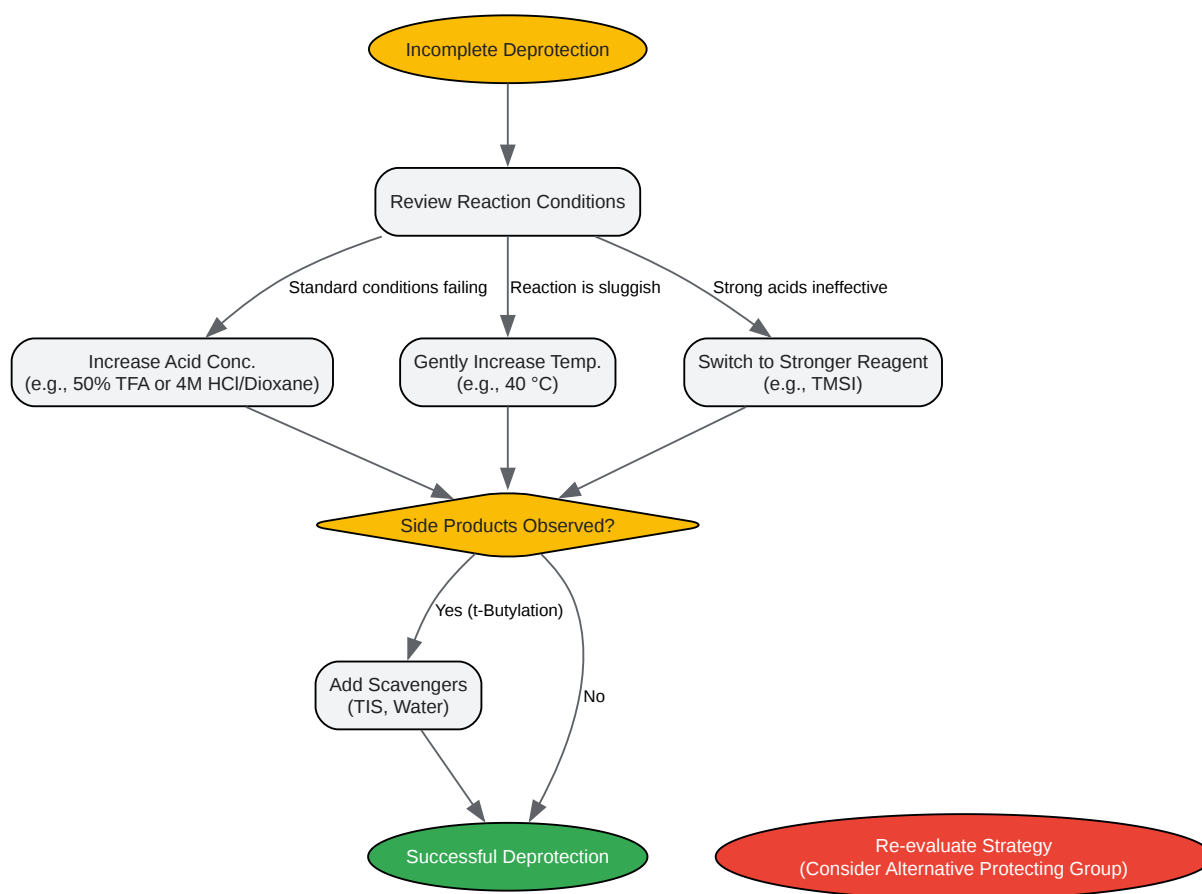 Incomplete Deprotection
Review Reaction Conditions
Standard conditions failing
Reaction is sluggish
Strong acids ineffective
Increase Acid Conc.
(e.g., 50% TFA or 4M HCl/Dioxane)
Gently Increase Temp.
(e.g., 40 °C)
Switch to Stronger Reagent
(e.g., TMSI)
Side Products Observed?
Yes (t-Butylation)
Add Scavengers
(TIS, Water)
No
Successful Deprotection
Re-evaluate Strategy
(Consider Alternative Protecting Group)